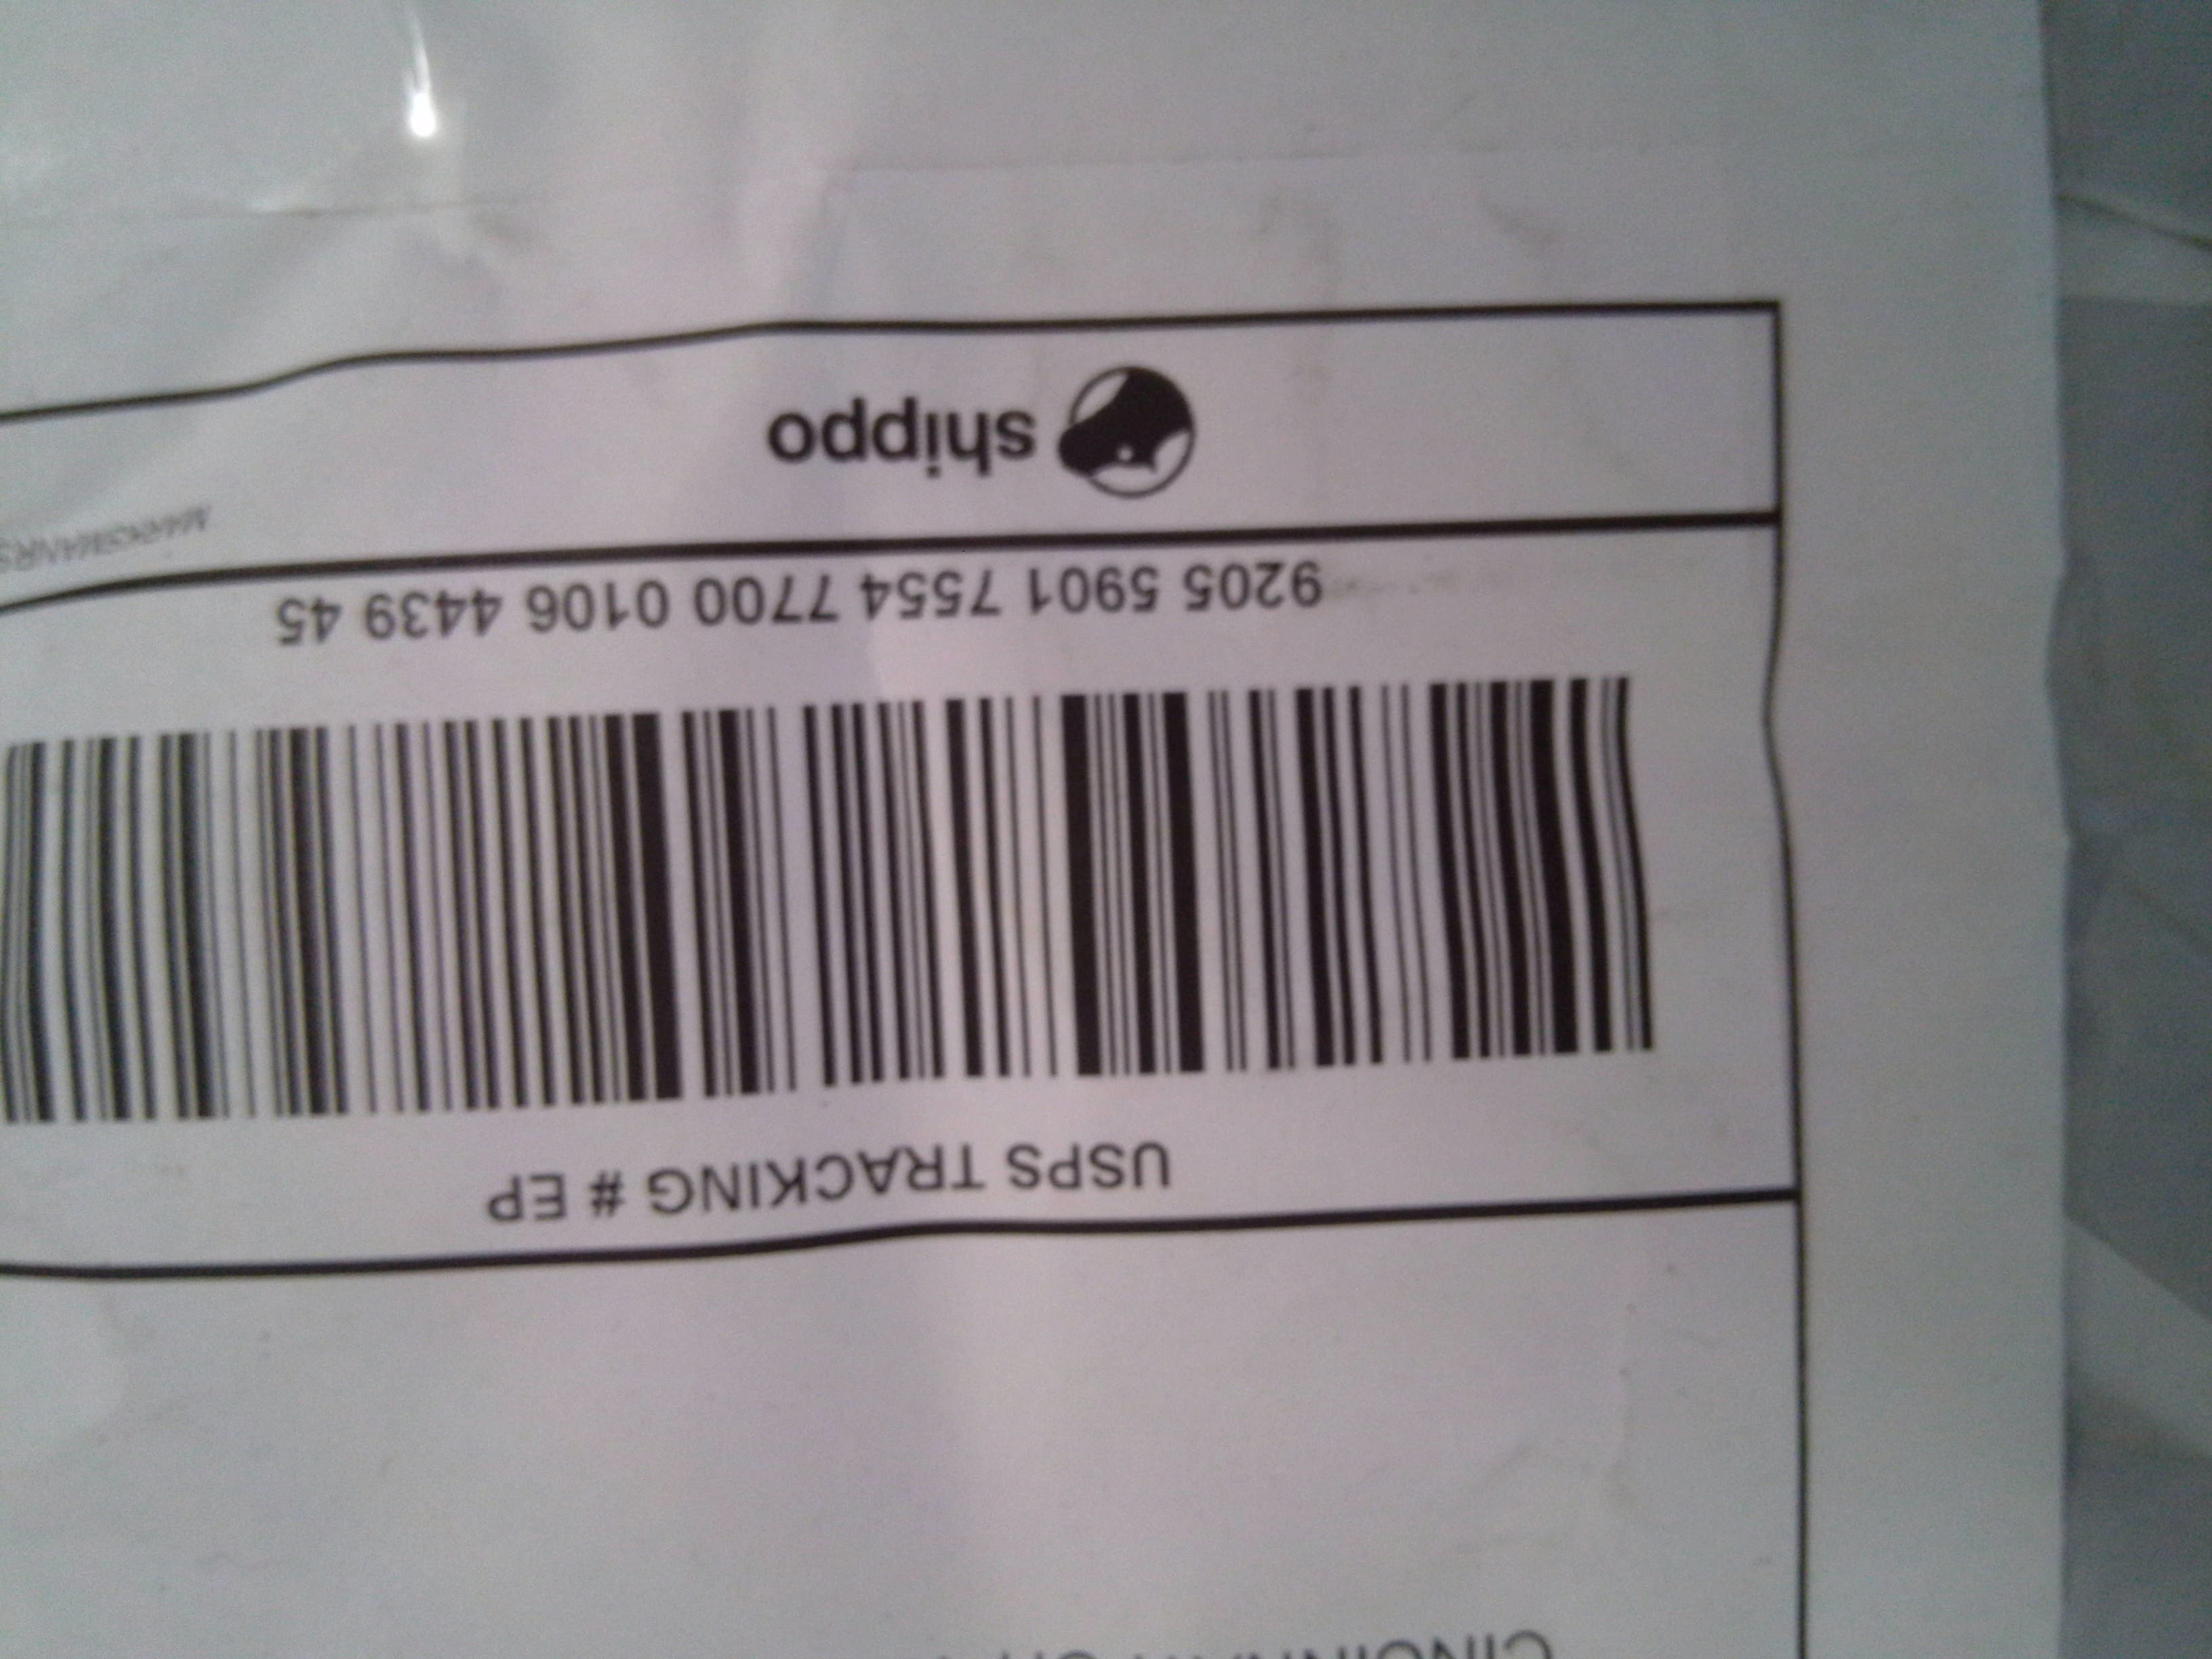 USPS TRACKING # EP
9205 5901 7554 7700 0106 4439 45
shippo